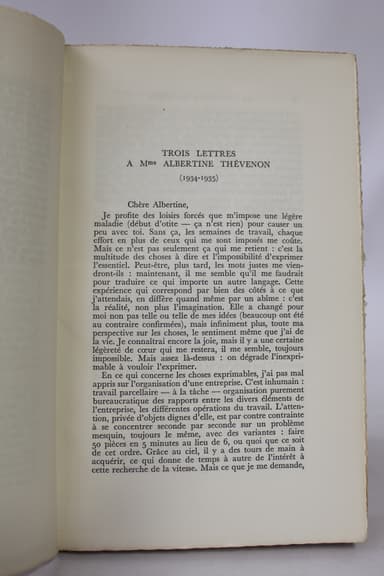 TROIS LETTRES
A Mme ALBERTINE THÉVENON
(1934-1935)
Chère Albertine,
Je profite des loisirs forcés que m'impose une légère
maladie (début d'otite — ça n'est rien) pour causer un
peu avec toi. Sans ça, les semaines de travail, chaque
effort en plus de ceux qui me sont imposés me coûte.
Mais ce n'est pas seulement ça qui me retient : c'est la
multitude des choses à dire et l'impossibilité d'exprimer
l'essentiel. Peut-être, plus tard, les mots justes me vien-
dront-ils : maintenant, il me semble qu'il me faudrait
pour traduire ce qui importe un autre langage. Cette
expérience, qui correspond par bien des côtés à ce que
j'attendais, en diffère quand même par un abîme : c'est
la réalité, non plus l'imagination. Elle a changé pour
moi non pas telle ou telle de mes idées (beaucoup ont été
au contraire confirmées), mais infiniment plus, toute ma
perspective sur les choses, le sentiment même que j'ai de
la vie. Je connaîtrai encore la joie, mais il y a une certaine
légèreté de cœur qui me restera, il me semble, toujours
impossible. Mais assez là-dessus : on dégrade l'inexpri-
mable à vouloir l'exprimer.
En ce qui concerne les choses exprimables, j'ai pas mal
appris sur l'organisation d'une entreprise. C'est inhumain :
travail parcellaire — à la tâche — organisation purement
bureaucratique des rapports entre les divers éléments de
l'entreprise, les différentes opérations du travail. L'atten-
tion, privée d'objets dignes d'elle, est par contre contrainte
à se concentrer seconde par seconde sur un problème
mesquin, toujours le même, avec des variantes : faire
50 pièces en 5 minutes au lieu de 6, ou quoi que ce soit
de cet ordre. Grâce au ciel, il y a des tours de main à
acquérir, ce qui donne de temps à autre de l'intérêt à
cette recherche de la vitesse. Mais ce que je me demande,